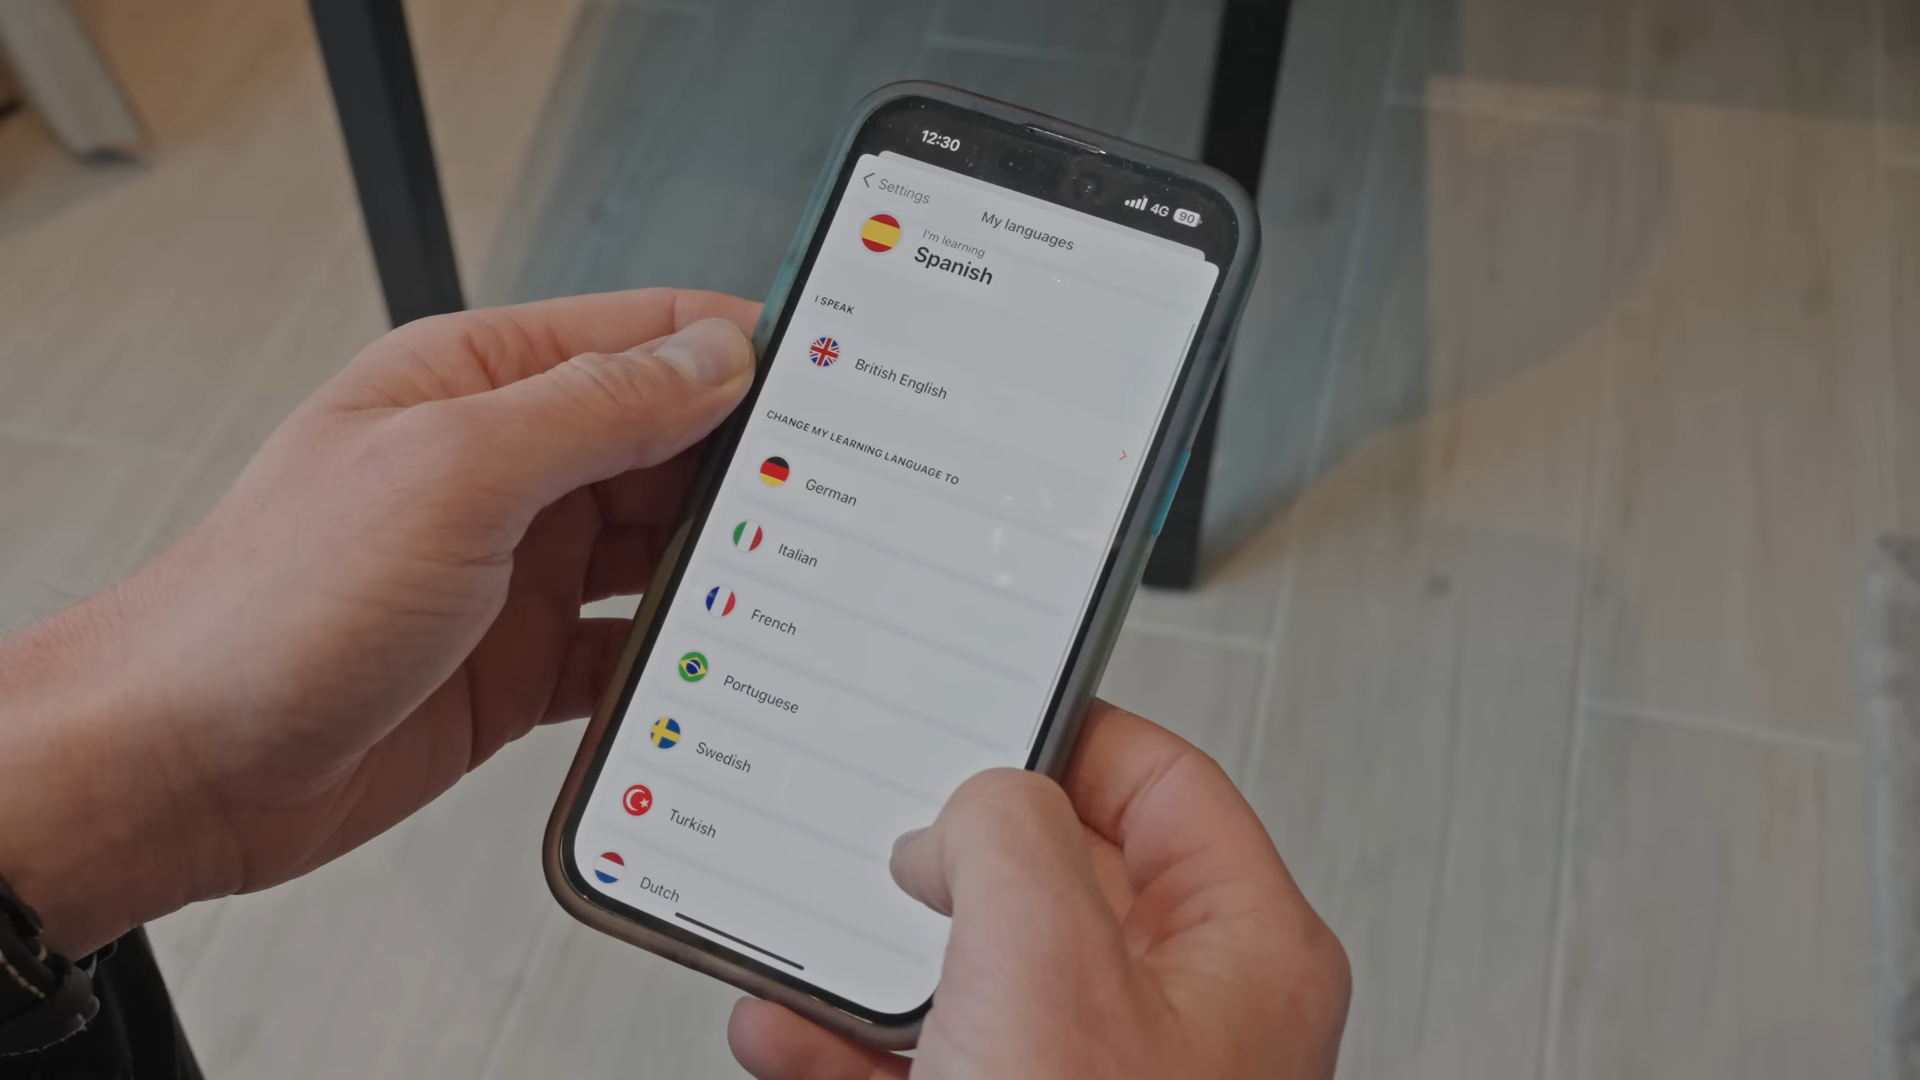 12:30
4G 90
Settings
My languages
I'm learning
Spanish
I SPEAK
British English
CHANGE MY LEARNING LANGUAGE TO
German
Italian
French
Portuguese
Swedish
Turkish
Dutch